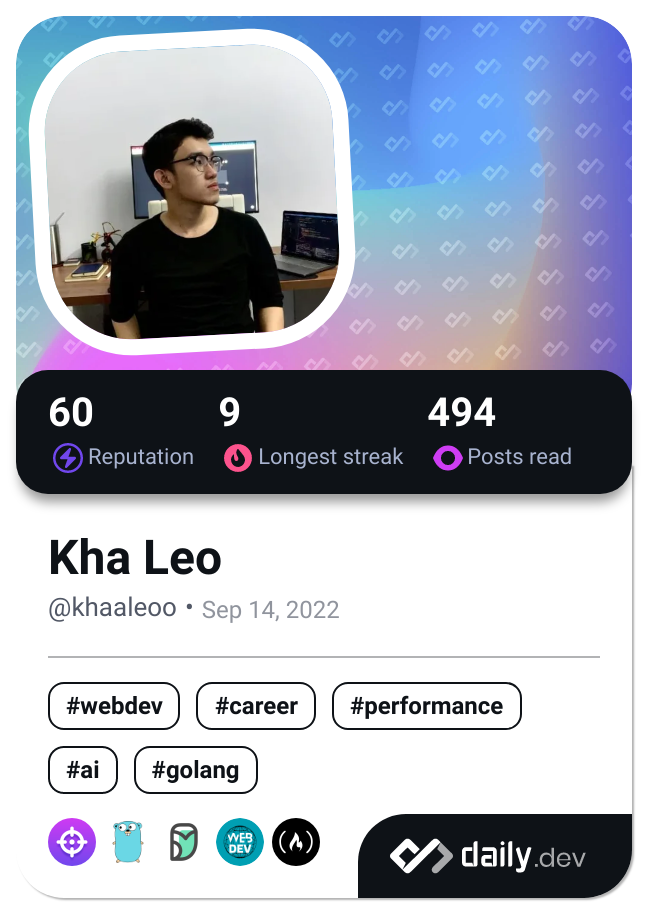 60
9
494
Reputation
Longest streak
Posts read
Kha Leo
@khaaleoo • Sep 14, 2022
#webdev
#career
#performance
#ai
#golang
WEB
DEV
daily.dev